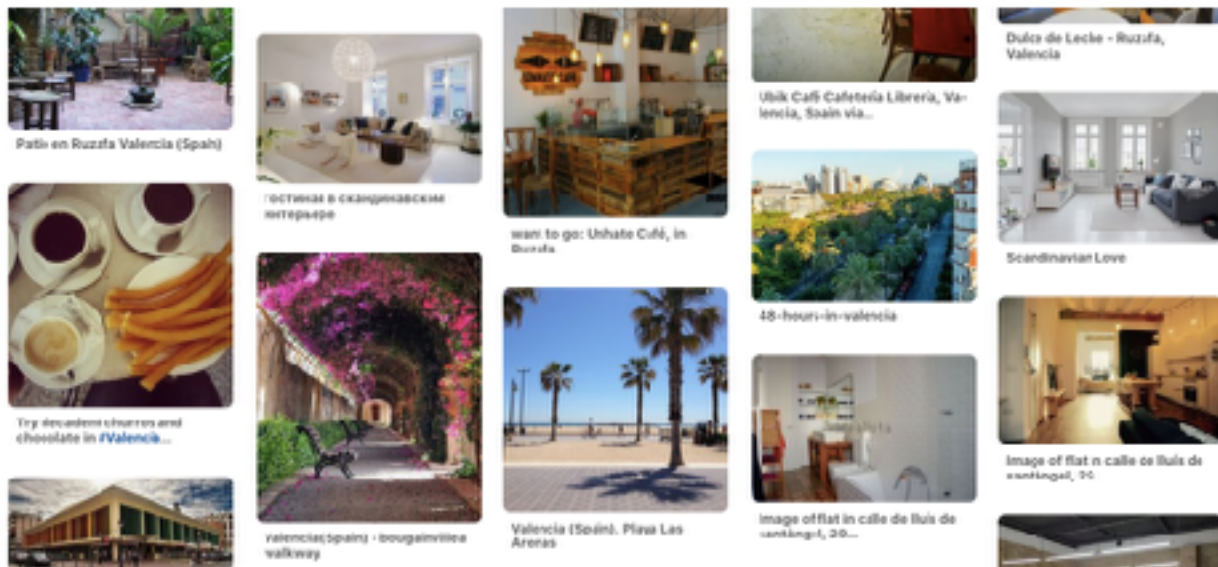 Patio en Ruzafa Valencia (Spain)
Try decadent churros and
chocolate in #Valencia...
гостиная в скандинавском
интерьере
Valencia(Spain) - Bougainvillea
walkway
want to go: Unhate Café, in
Ruzafa
Valencia (Spain). Playa Las
Arenas
Ubik Café Cafetería Librería, Va-
lencia, Spain via...
48-hours-in-valencia
Image of flat in calle de lluis de
santàngel, 20...
Dulce de Leche - Ruzafa,
Valencia
Scandinavian Love
Image of flat in calle de lluis de
santàngel, 20